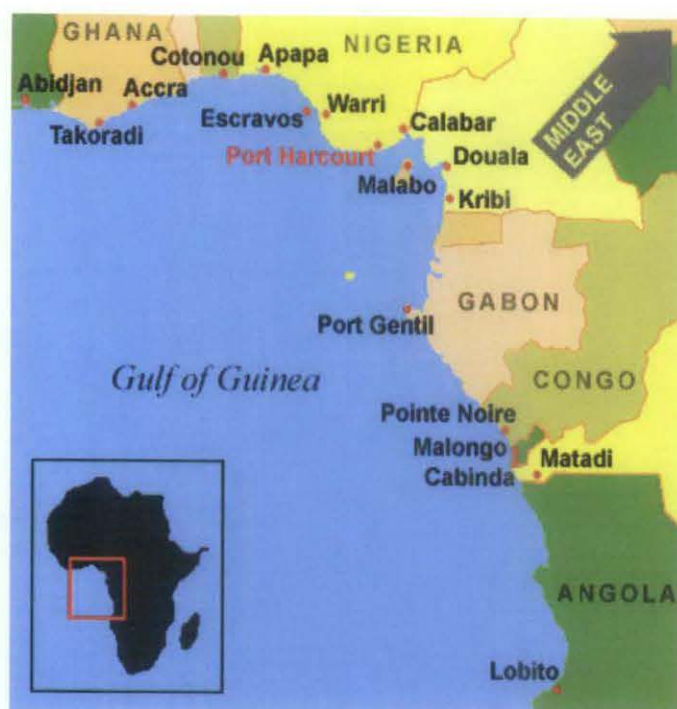 GHANA
NIGERIA
Cotonou
Apapa
Abidjan
Accra
Escravos
Warri
Takoradi
Calabar
MIDDLE
EAST
Port Harcourt
Douala
Malabo
Kribi
GABON
Port Gentil
Gulf of Guinea
CONGO
Pointe Noire
Malongo
Matadi
Cabinda
ANGOLA
Lobito